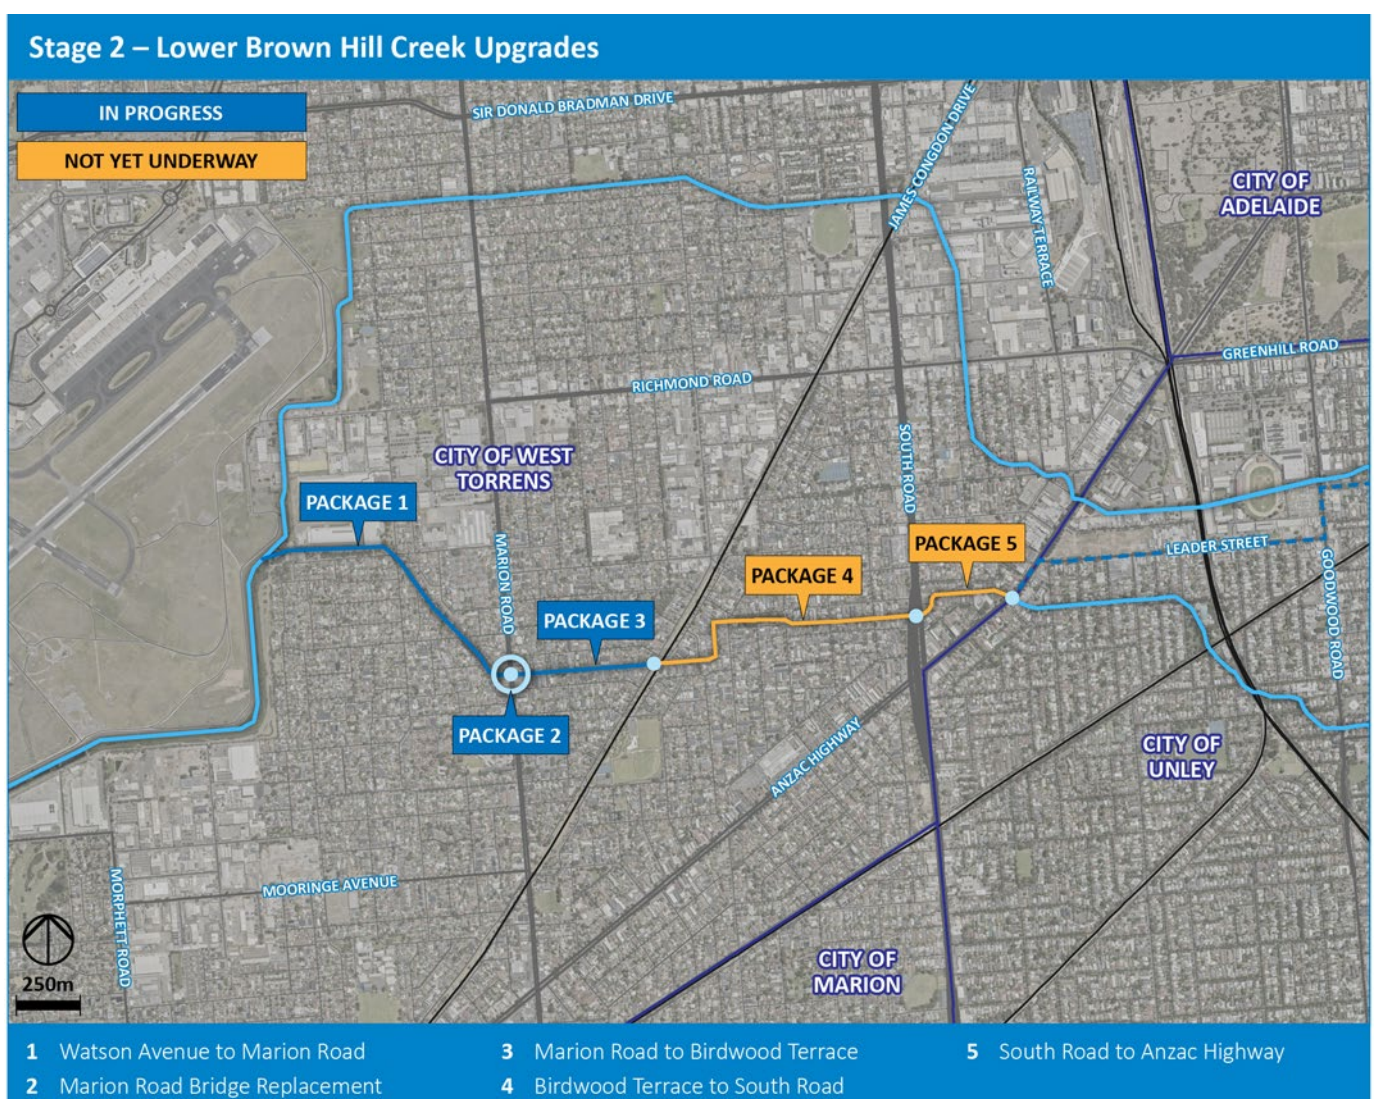 Stage 2 – Lower Brown Hill Creek Upgrades
IN PROGRESS
NOT YET UNDERWAY
SIR DONALD BRADMAN DRIVE
JAMES CONGDON DRIVE
RAILWAY TERRACE
CITY OF
ADELAIDE
GREENHILL ROAD
RICHMOND ROAD
SOUTH ROAD
CITY OF WEST
TORRENS
PACKAGE 1
MARION ROAD
PACKAGE 5
LEADER STREET
GOODWOOD ROAD
PACKAGE 4
PACKAGE 3
PACKAGE 2
ANZAC HIGHWAY
CITY OF
UNLEY
MOORINGE AVENUE
MORPHETT ROAD
CITY OF
MARION
250m
1 Watson Avenue to Marion Road
2 Marion Road Bridge Replacement
3 Marion Road to Birdwood Terrace
4 Birdwood Terrace to South Road
5 South Road to Anzac Highway